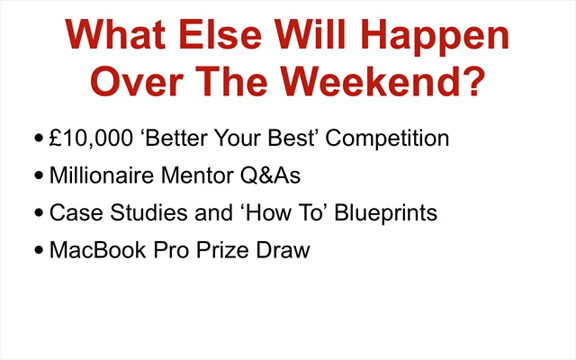 What Else Will Happen
Over The Weekend?
• £10,000 ‘Better Your Best’ Competition
• Millionaire Mentor Q&As
• Case Studies and ‘How To’ Blueprints
• MacBook Pro Prize Draw